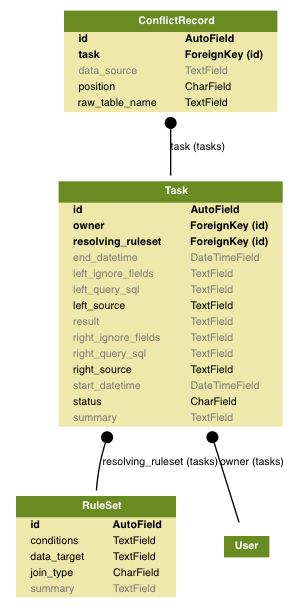 ConflictRecord
id AutoField
task ForeignKey (id)
data_source TextField
position CharField
raw_table_name TextField
task (tasks)
Task
id AutoField
owner ForeignKey (id)
resolving_ruleset ForeignKey (id)
end_datetime DateTimeField
left_ignore_fields TextField
left_query_sql TextField
left_source TextField
result TextField
right_ignore_fields TextField
right_query_sql TextField
right_source TextField
start_datetime DateTimeField
status CharField
summary TextField
resolving_ruleset (tasks) owner (tasks)
RuleSet
id AutoField
conditions TextField
data_target TextField
join_type CharField
summary TextField
User